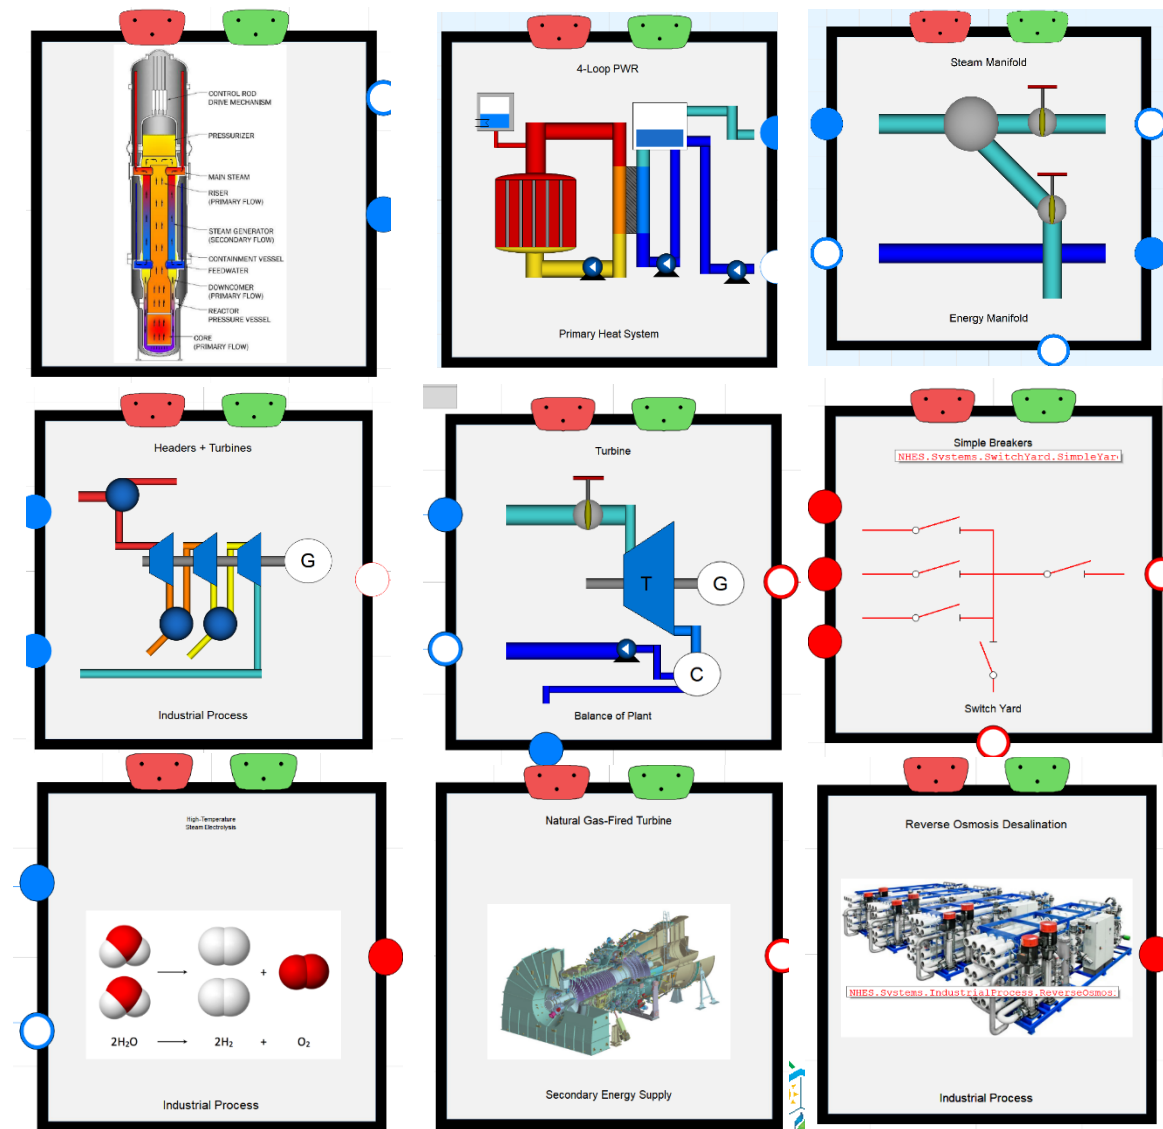 CONTROL ROD
DRIVE MECHANISM
PRESSURIZER
MAIN STEAM
RISER
(PRIMARY FLOW)
STEAM GENERATOR
(SECONDARY FLOW)
CONTAINMENT VESSEL
FEEDWATER
DOWNCOMER
(PRIMARY FLOW)
REACTOR
PRESSURE VESSEL
CORE
(PRIMARY FLOW)
4-Loop PWR
Primary Heat System
Steam Manifold
Energy Manifold
Headers + Turbines
G
Industrial Process
Turbine
T
G
C
Balance of Plant
Simple Breakers
NHES.Systems.SwitchYard.SimpleYar
Switch Yard
High-Temperature
Steam Electrolysis
+
2H₂O
2H₂ + O₂
Industrial Process
Natural Gas-Fired Turbine
Secondary Energy Supply
Reverse Osmosis Desalination
NHES.Systems.IndustrialProcess.ReverseOsmos
Industrial Process